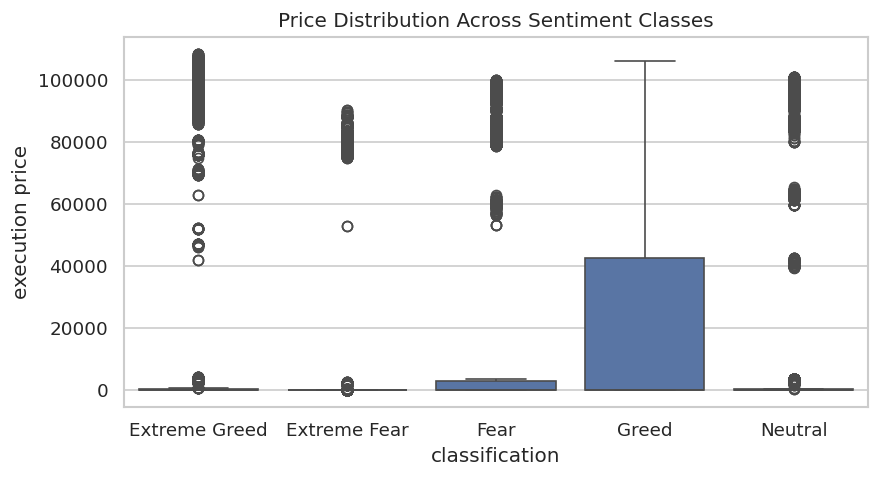 Price Distribution Across Sentiment Classes
execution price
100000
80000
60000
40000
20000
0
Extreme Greed
Extreme Fear
Fear
Greed
Neutral
classification